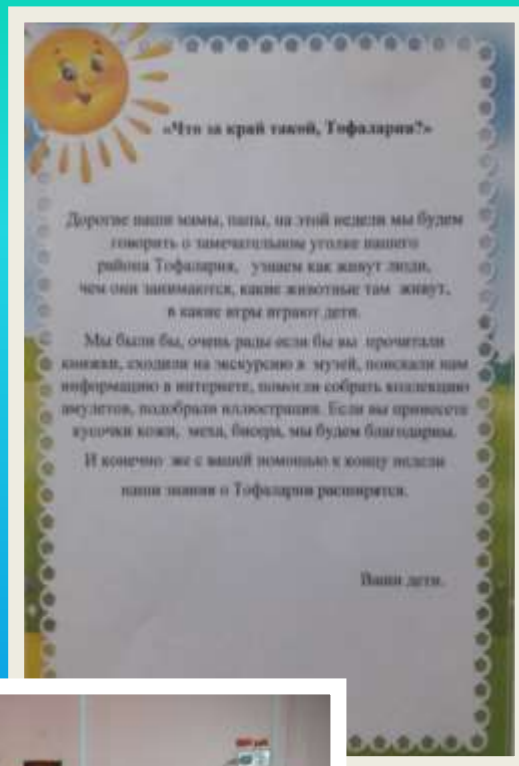 «Что за край такой, Тофалария?»
Дорогие наши мамы, папы, на этой недели мы будем
говорить о замечательном уголке нашего
района Тофалария, узнаем как живут люди,
чем они занимаются, какие животные там живут,
в какие игры играют дети.
Мы были бы, очень рады если бы вы прочитали
книжки, сходили на экскурсию в музей, поискали нам
информацию в интернете, помогли собрать коллекцию
амулетов, подобрали иллюстрации. Если вы принесете
кусочки кожи, меха, бисера, мы будем благодарны.
И конечно же с вашей помощью к концу недели
наши знания о Тофаларии расширятся.
Ваши дети.